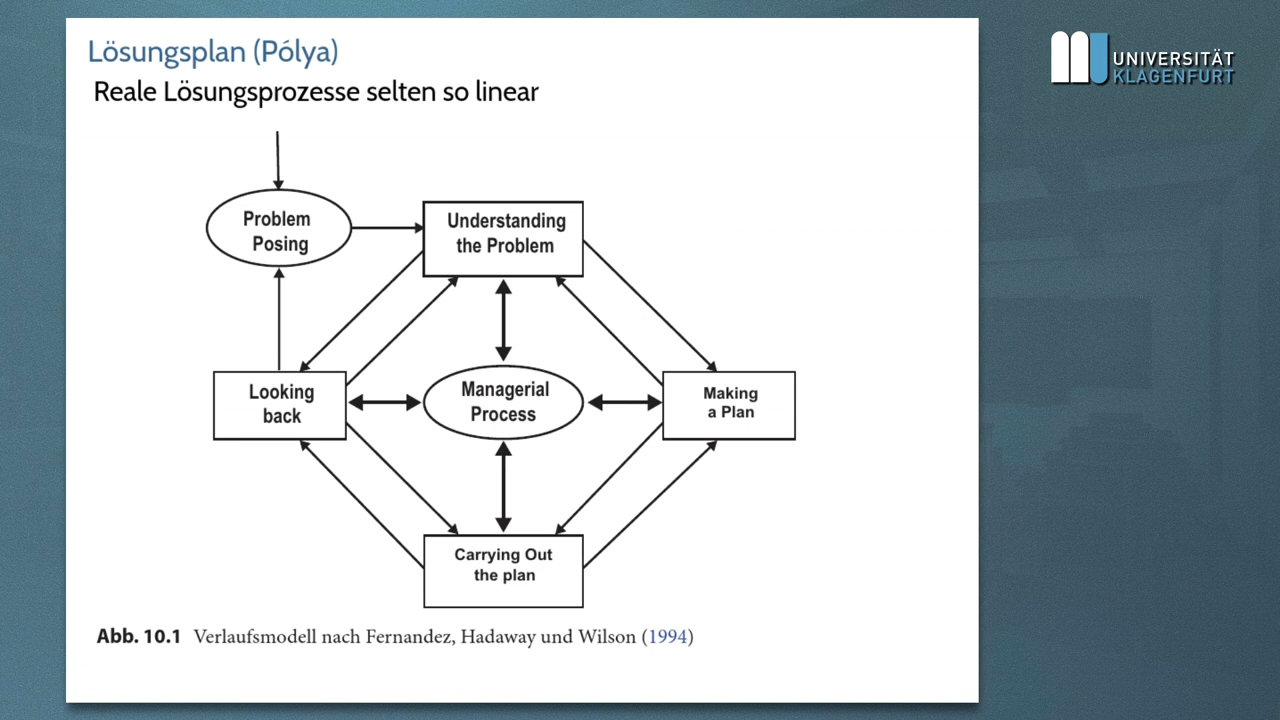 Lösungsplan (Pólya)
Reale Lösungsprozesse selten so linear
UNIVERSITÄT
KLAGENFURT
Problem
Posing
Understanding
the Problem
Looking
back
Managerial
Process
Making
a Plan
Carrying Out
the plan
Abb. 10.1 Verlaufsmodell nach Fernandez, Hadaway und Wilson (1994)